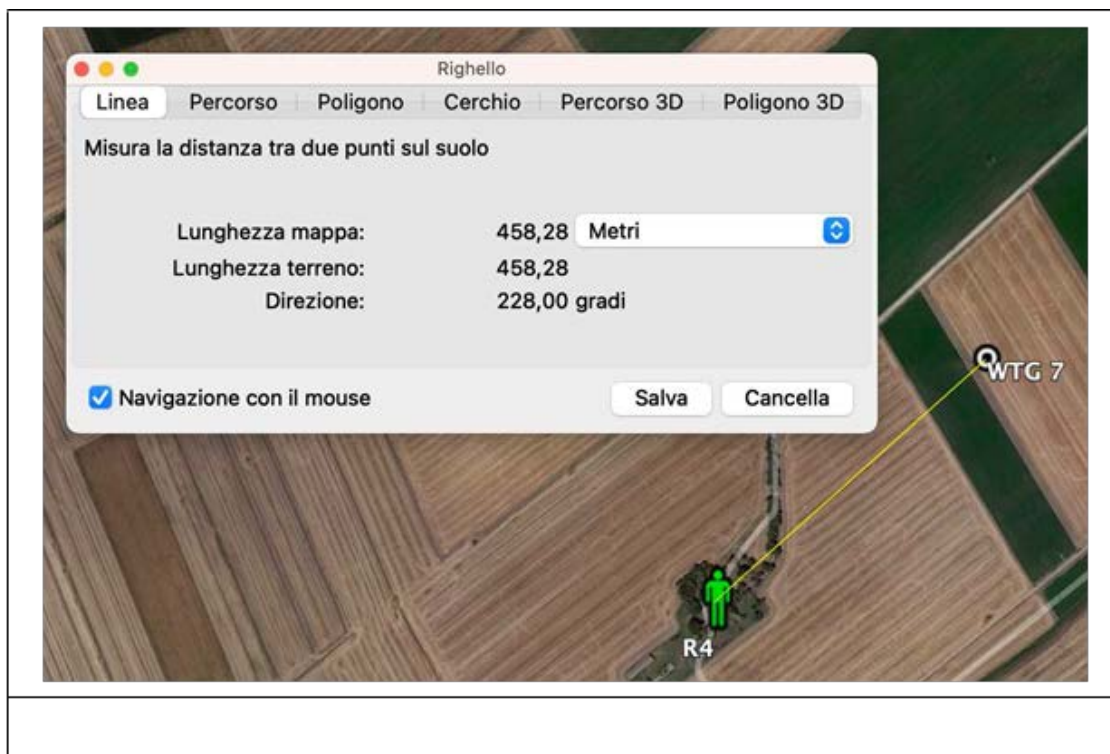 Righello
Linea Percorso Poligono Cerchio Percorso 3D Poligono 3D
Misura la distanza tra due punti sul suolo
Lunghezza mappa: 458,28 Metri
Lunghezza terreno: 458,28
Direzione: 228,00 gradi
Navigazione con il mouse Salva Cancella
WTG 7
R4